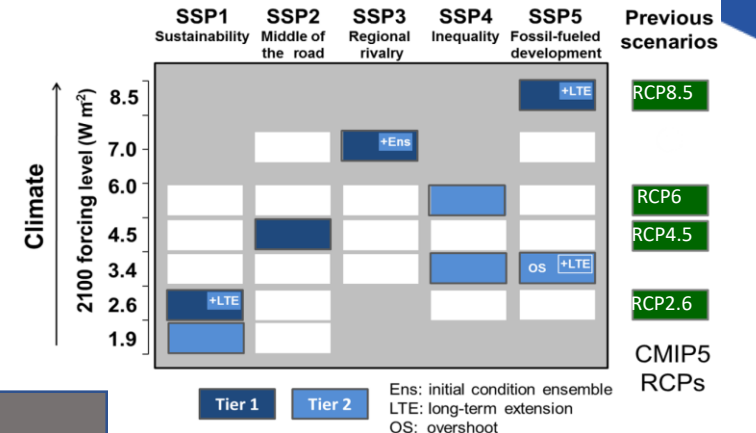 SSP1 SSP2 SSP3 SSP4 SSP5 Previous
Sustainability Middle of Regional Inequality Fossil-fueled scenarios
the road rivalry development
Climate
2100 forcing level (W m²)
8.5 +LTE RCP8.5
7.0 +Ens
6.0 RCP6
4.5 RCP4.5
3.4 OS +LTE
2.6 +LTE RCP2.6
1.9
CMIP5
RCPs
Tier 1 Tier 2
Ens: initial condition ensemble
LTE: long-term extension
OS: overshoot